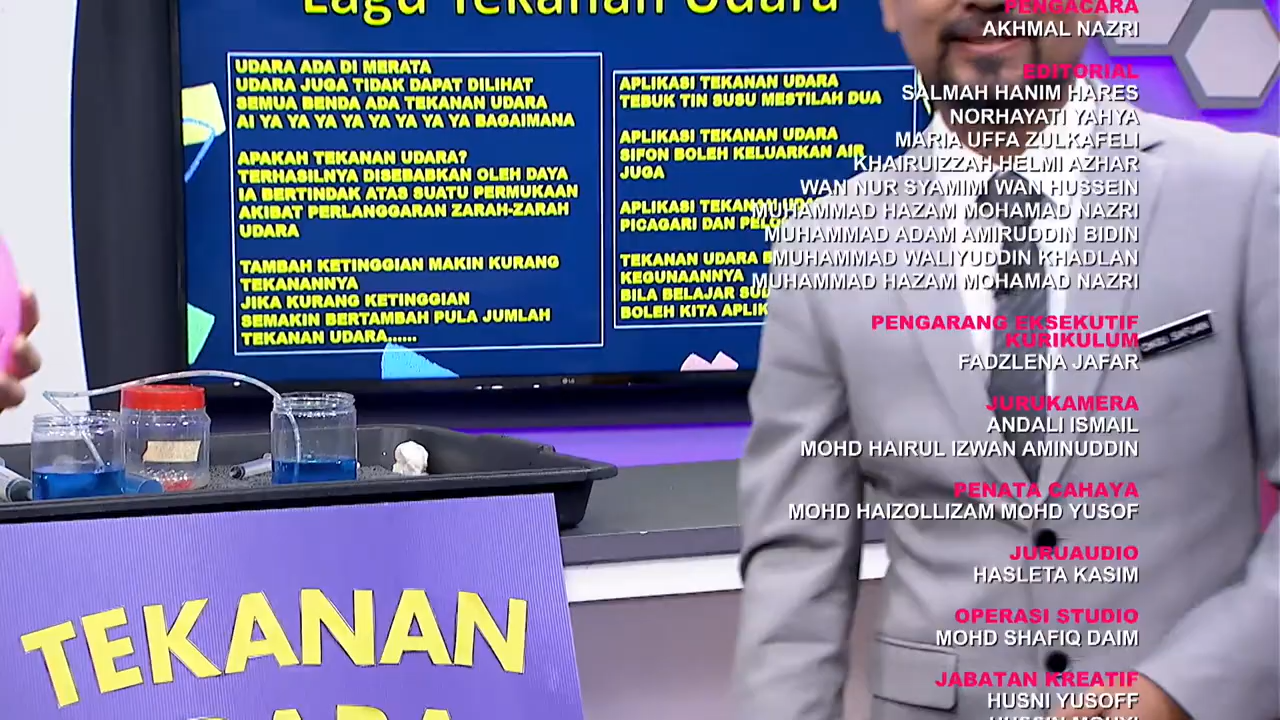 Lagu Tekanan Udara
UDARA ADA DI MERATA
UDARA JUGA TIDAK DAPAT DILIHAT
SEMUA BENDA ADA TEKANAN UDARA
AI YA YA YA YA YA YA YA YA BAGAIMANA
APAKAH TEKANAN UDARA?
TERHASILNYA DISEBABKAN OLEH DAYA
IA BERTINDAK ATAS SUATU PERMUKAAN
AKIBAT PERLANGGARAN ZARAH-ZARAH
UDARA
TAMBAH KETINGGIAN MAKIN KURANG
TEKANANNYA
JIKA KURANG KETINGGIAN
SEMAKIN BERTAMBAH PULA JUMLAH
TEKANAN UDARA......
APLIKASI TEKANAN UDARA
TEBUK TIN SUSU MESTILAH DUA
APLIKASI TEKANAN UDARA
SIFON BOLEH KELUARKAN AIR
JUGA
APLIKASI TEKANAN UDARA
PICAGARI DAN
TEKANAN UDARA
KEGUNAANNYA
BILA BELAJAR
BOLEH KITA
TEKANAN
PENGACARA
AKHMAL NAZRI
EDITORIAL
SALMAH HANIM HARES
NORHAYATI YAHYA
MARIA UFFA ZULKAFELI
KHAIRUIZZAH HELMI AZHAR
WAN NUR SYAMIMI WAN HUSSEIN
MUHAMMAD HAZAM MOHAMAD NAZRI
MUHAMMAD ADAM AMIRUDDIN BIDIN
MUHAMMAD WALIYUDDIN KHADLAN
MUHAMMAD HAZAM MOHAMAD NAZRI
PENGARANG EKSEKUTIF
KURIKULUM
FADZLENA JAFAR
JURUKAMERA
ANDALI ISMAIL
MOHD HAIRUL IZWAN AMINUDDIN
PENATA CAHAYA
MOHD HAIZOLLIZAM MOHD YUSOF
JURUAUDIO
HASLETA KASIM
OPERASI STUDIO
MOHD SHAFIQ DAIM
JABATAN KREATIF
HUSNI YUSOFF